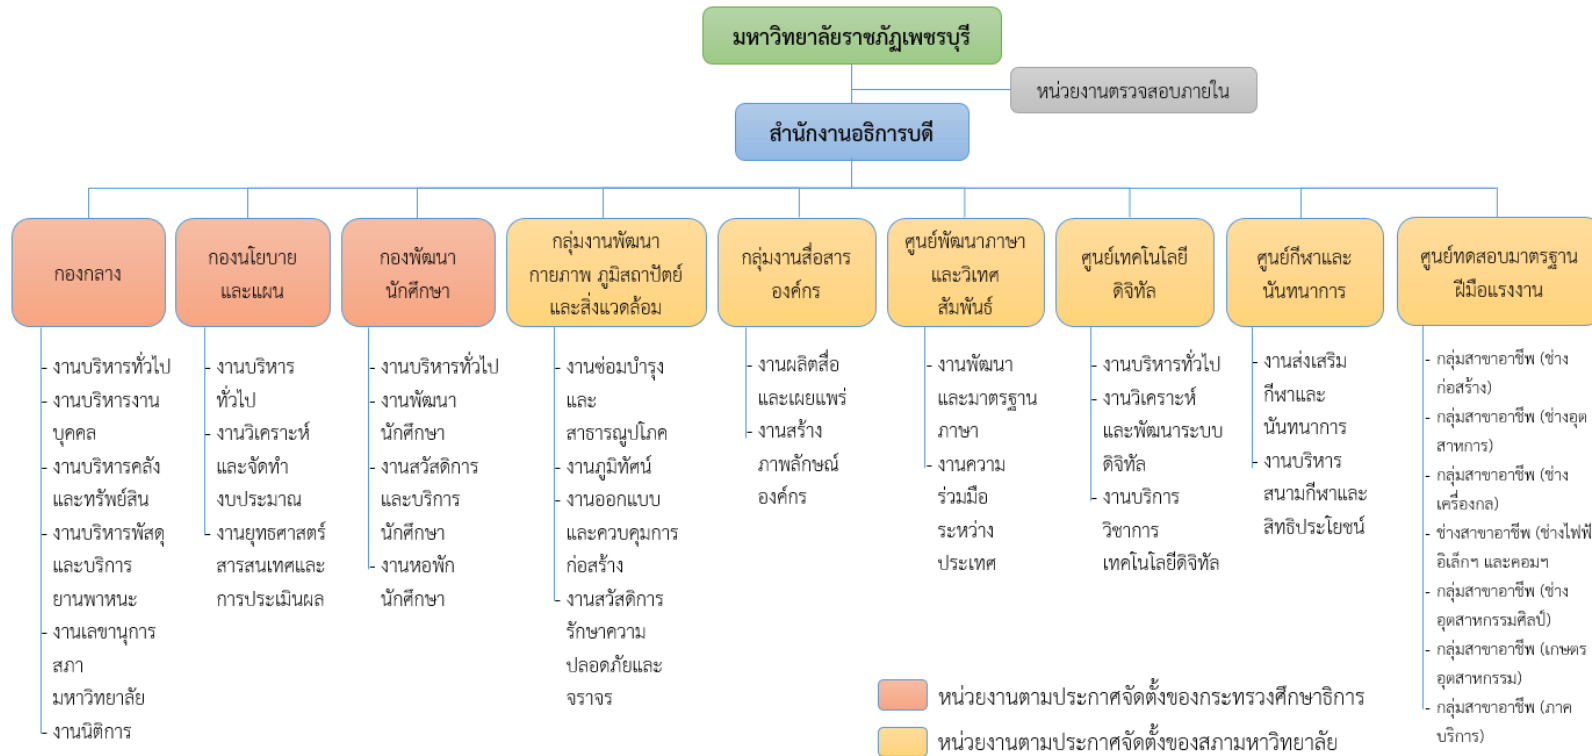 มหาวิทยาลัยราชภัฏเพชรบุรี
หน่วยงานตรวจสอบภายใน
สำนักงานอธิการบดี
กองกลาง
- งานบริหารทั่วไป
- งานบริหารงาน
บุคคล
- งานบริหารคลัง
และทรัพย์สิน
- งานบริหารพัสดุ
และบริการ
ยานพาหนะ
- งานเลขานุการ
สภา
มหาวิทยาลัย
- งานนิติการ
กองนโยบาย
และแผน
- งานบริหาร
ทั่วไป
- งานวิเคราะห์
และจัดทำ
งบประมาณ
- งานยุทธศาสตร์
สารสนเทศและ
การประเมินผล
กองพัฒนา
นักศึกษา
- งานบริหารทั่วไป
- งานพัฒนา
นักศึกษา
- งานสวัสดิการ
และบริการ
นักศึกษา
- งานหอพัก
นักศึกษา
กลุ่มงานพัฒนา
กายภาพ ภูมิสถาปัตย์
และสิ่งแวดล้อม
- งานซ่อมบำรุง
และ
สาธารณูปโภค
- งานภูมิทัศน์
- งานออกแบบ
และควบคุมการ
ก่อสร้าง
- งานสวัสดิการ
รักษาความ
ปลอดภัยและ
จราจร
กลุ่มงานสื่อสาร
องค์กร
- งานผลิตสื่อ
และเผยแพร่
- งานสร้าง
ภาพลักษณ์
องค์กร
ศูนย์พัฒนาภาษา
และวิเทศ
สัมพันธ์
- งานพัฒนา
และมาตรฐาน
ภาษา
- งานความ
ร่วมมือ
ระหว่าง
ประเทศ
ศูนย์เทคโนโลยี
ดิจิทัล
- งานบริหารทั่วไป
- งานวิเคราะห์
และพัฒนาระบบ
ดิจิทัล
- งานบริการ
วิชาการ
เทคโนโลยีดิจิทัล
ศูนย์กีฬาและ
นันทนาการ
- งานส่งเสริม
กีฬาและ
นันทนาการ
- งานบริหาร
สนามกีฬาและ
สิทธิประโยชน์
ศูนย์ทดสอบมาตรฐาน
ฝีมือแรงงาน
- กลุ่มสาขาอาชีพ (ช่าง
ก่อสร้าง)
- กลุ่มสาขาอาชีพ (ช่างอุต
สาหการ)
- กลุ่มสาขาอาชีพ (ช่าง
เครื่องกล)
- ช่างสาขาอาชีพ (ช่างไฟฟ้
อิเล็กฯ และคอมฯ
- กลุ่มสาขาอาชีพ (ช่าง
อุตสาหกรรมศิลป์)
- กลุ่มสาขาอาชีพ (เกษตร
อุตสาหกรรม)
- กลุ่มสาขาอาชีพ (ภาค
บริการ)
หน่วยงานตามประกาศจัดตั้งของกระทรวงศึกษาธิการ
หน่วยงานตามประกาศจัดตั้งของสภามหาวิทยาลัย